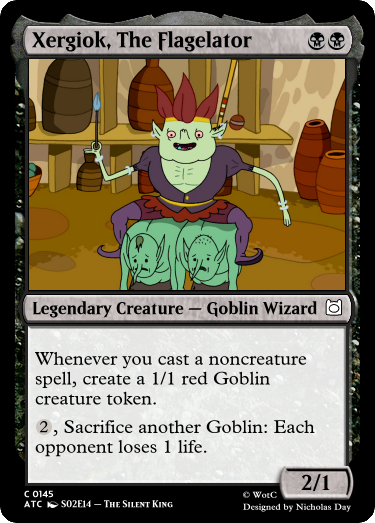 Xergiok, The Flagelator
Legendary Creature — Goblin Wizard
Whenever you cast a noncreature
spell, create a 1/1 red Goblin
creature token.
2, Sacrifice another Goblin: Each
opponent loses 1 life.
2/1
C 0145
© WotC
ATC S02E14 – The Silent King
Designed by Nicholas Day